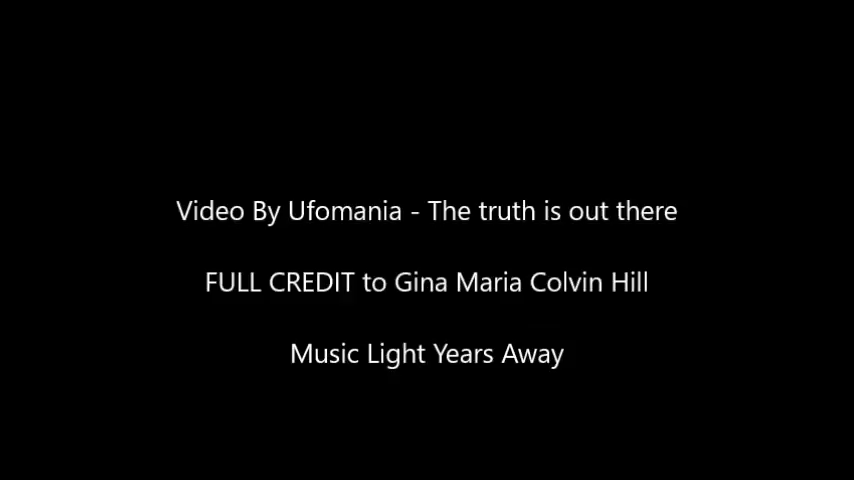 Video By Ufomania - The truth is out there
FULL CREDIT to Gina Maria Colvin Hill
Music Light Years Away